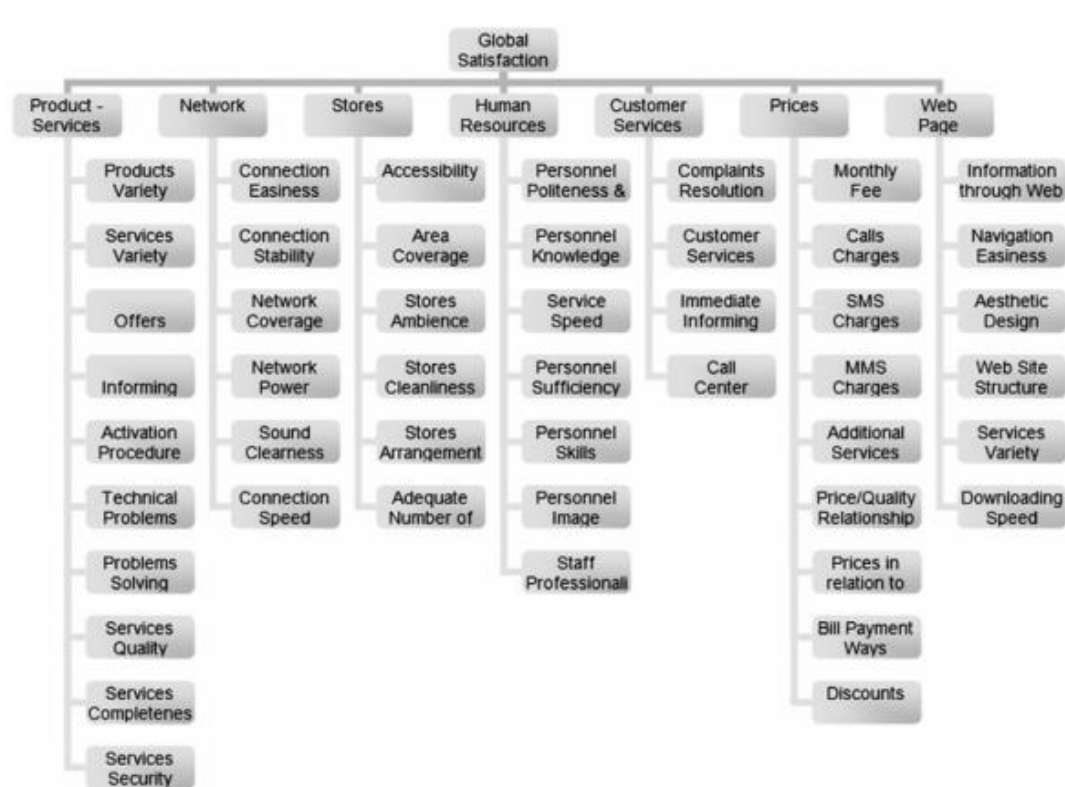 Global
Satisfaction
Product -
Services
Network
Stores
Human
Resources
Customer
Services
Prices
Web
Page
Products
Variety
Services
Variety
Offers
Informing
Activation
Procedure
Technical
Problems
Problems
Solving
Services
Quality
Services
Completenes
Services
Security
Connection
Easiness
Connection
Stability
Network
Coverage
Network
Power
Sound
Clearness
Connection
Speed
Accessibility
Area
Coverage
Stores
Ambience
Stores
Cleanliness
Stores
Arrangement
Adequate
Number of
Personnel
Politeness &
Personnel
Knowledge
Service
Speed
Personnel
Sufficiency
Personnel
Skills
Personnel
Image
Staff
Professionali
Complaints
Resolution
Customer
Services
Immediate
Informing
Call
Center
Monthly
Fee
Calls
Charges
SMS
Charges
MMS
Charges
Additional
Services
Price/Quality
Relationship
Prices in
relation to
Bill Payment
Ways
Discounts
Information
through Web
Navigation
Easiness
Aesthetic
Design
Web Site
Structure
Services
Variety
Downloading
Speed